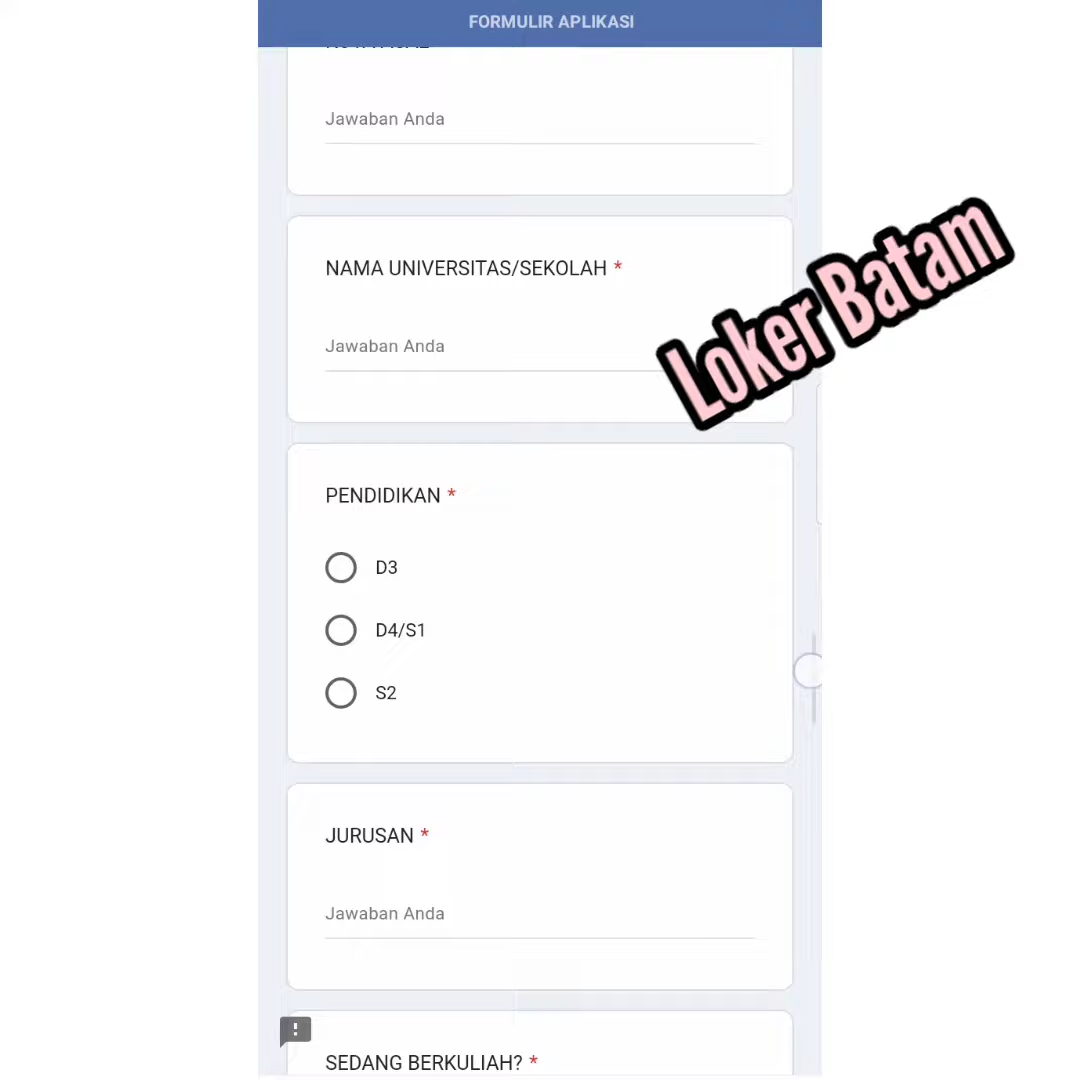 FORMULIR APLIKASI
Jawaban Anda
NAMA UNIVERSITAS/SEKOLAH *
Jawaban Anda
Loker Batam
PENDIDIKAN *
D3
D4/S1
S2
JURUSAN *
Jawaban Anda
SEDANG BERKULIAH? *